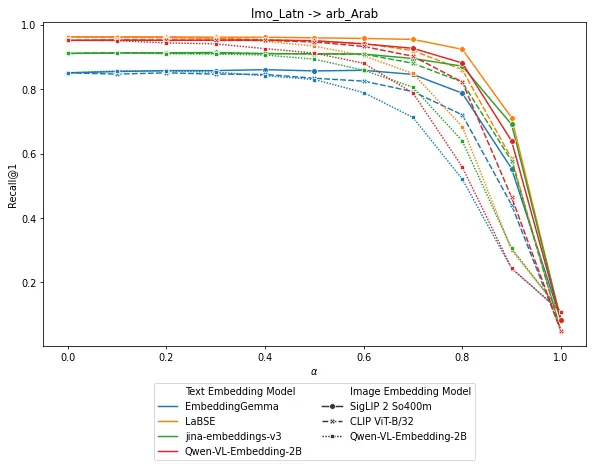 lmo_Latn -> arb_Arab
Recall@1
1.0
0.8
0.6
0.4
0.2
0.0 0.2 0.4 0.6 0.8 1.0
α
Text Embedding Model Image Embedding Model
EmbeddingGemma SigLIP 2 So400m
LaBSE CLIP ViT-B/32
jina-embeddings-v3 Qwen-VL-Embedding-2B
Qwen-VL-Embedding-2B